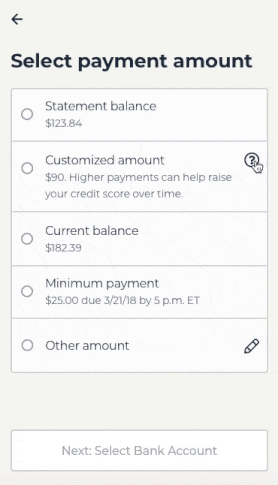 Select payment amount
Statement balance
$123.84
Customized amount
$90. Higher payments can help raise
your credit score over time.
Current balance
$182.39
Minimum payment
$25.00 due 3/21/18 by 5 p.m. ET
Other amount
Next: Select Bank Account